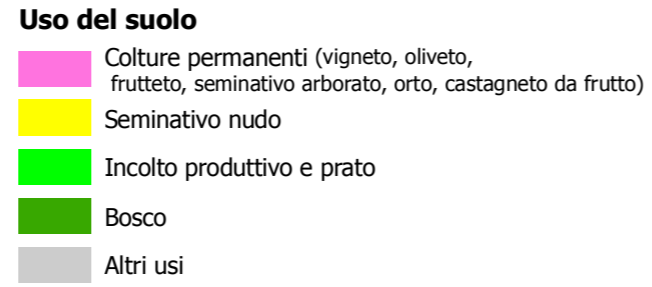 Uso del suolo
Colture permanenti (vigneto, oliveto,
frutteto, seminativo arborato, orto, castagneto da frutto)
Seminativo nudo
Incolto produttivo e prato
Bosco
Altri usi